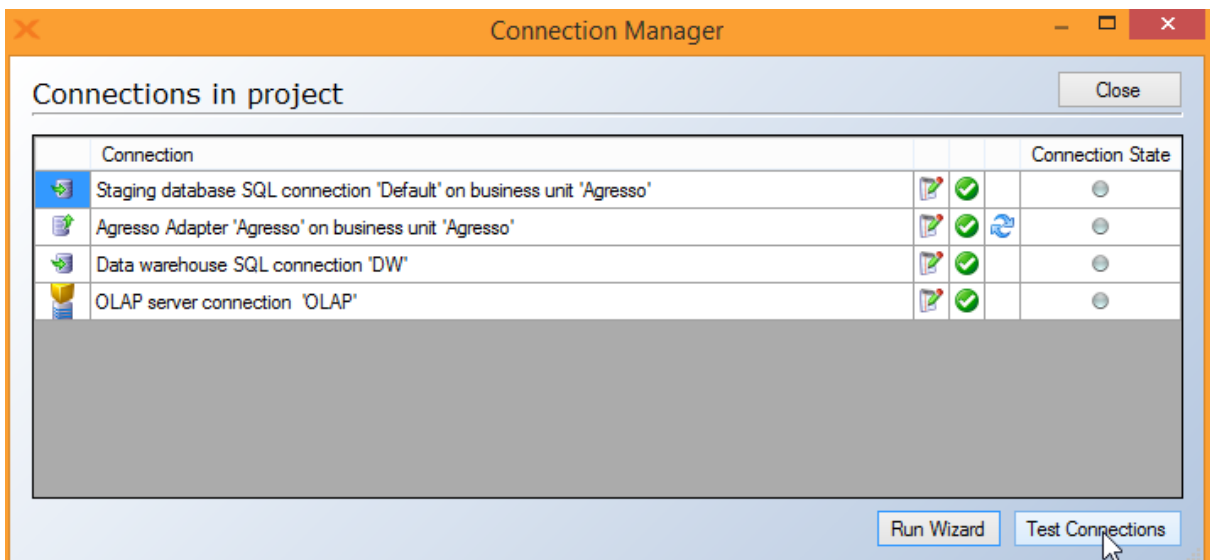 Connection Manager
Connections in project
Close
Connection Connection State
Staging database SQL connection 'Default' on business unit 'Agresso'
Agresso Adapter 'Agresso' on business unit 'Agresso'
Data warehouse SQL connection 'DW'
OLAP server connection 'OLAP'
Run Wizard Test Connections